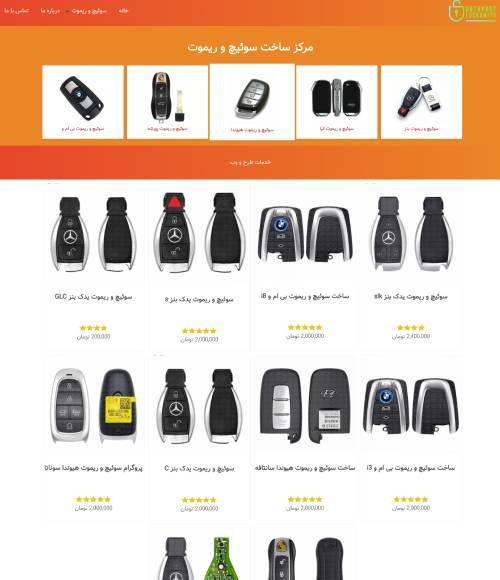 خانه
سوئیچ و ریموت
درباره ما
تماس با ما
LOCKSMITH
مرکز ساخت سوئیچ و ریموت
سوئیچ و ریموت بنز
سوئیچ و ریموت کیا
سوئیچ و ریموت هیوندا
سوئیچ و ریموت پورشه
سوئیچ و ریموت بی ام و
خدمات طرح و وب
ساخت سوئیچ و ریموت یدک بنز slk
2,400,000 تومان
ساخت سوئیچ و ریموت بی ام و i8
2,000,000 تومان
سوئیچ و ریموت یدک بنز s
2,000,000 تومان
سوئیچ و ریموت یدک بنز GLC
200,000 تومان
ساخت سوئیچ و ریموت بی ام و i3
2,000,000 تومان
ساخت سوئیچ و ریموت هیوندا سانتافه
2,000,000 تومان
سوئیچ و ریموت یدک بنز C
2,000,000 تومان
پروگرام سوئیچ و ریموت هیوندا سوناتا
2,000,000 تومان